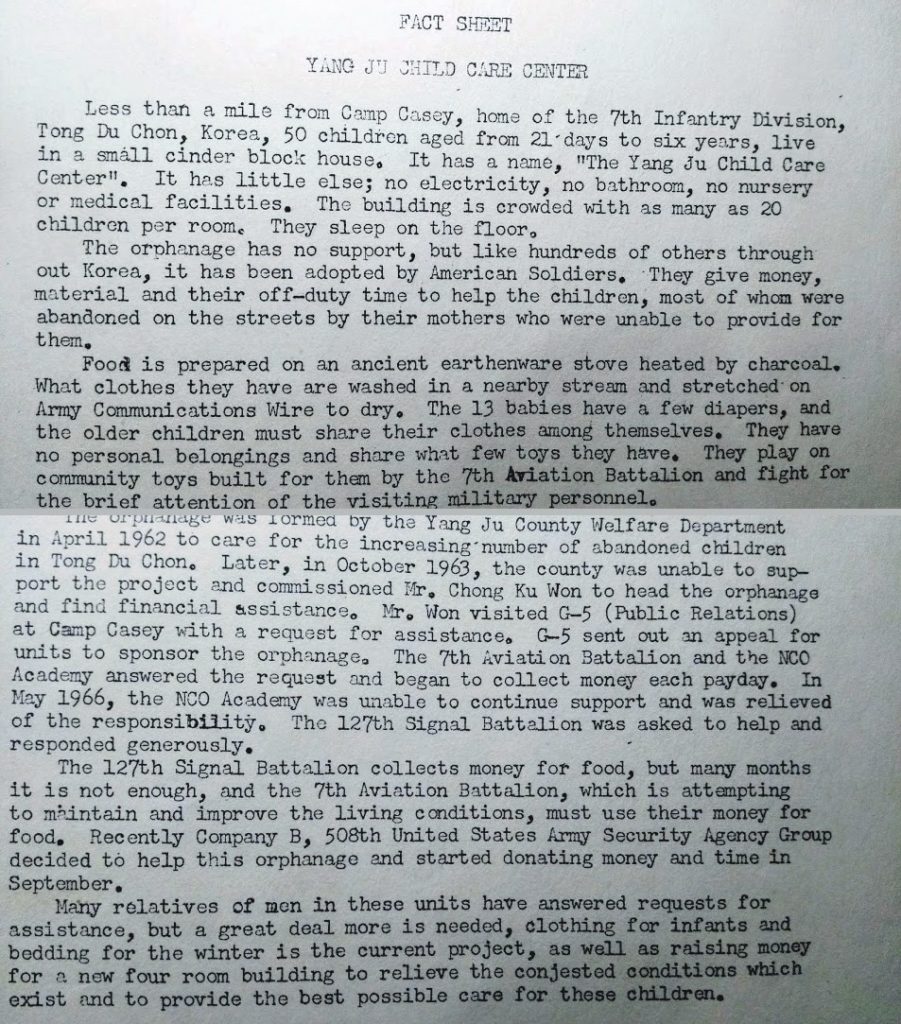 FACT SHEET
YANG JU CHILD CARE CENTER
Less than a mile from Camp Casey, home of the 7th Infantry Division,
Tong Du Chon, Korea, 50 children aged from 21 days to six years, live
in a small cinder block house. It has a name, "The Yang Ju Child Care
Center". It has little else; no electricity, no bathroom, no nursery
or medical facilities. The building is crowded with as many as 20
children per room. They sleep on the floor.
The orphanage has no support, but like hundreds of others through
out Korea, it has been adopted by American Soldiers. They give money,
material and their off-duty time to help the children, most of whom were
abandoned on the streets by their mothers who were unable to provide for
them.
Food is prepared on an ancient earthenware stove heated by charcoal.
What clothes they have are washed in a nearby stream and stretched on
Army Communications Wire to dry. The 13 babies have a few diapers, and
the older children must share their clothes among themselves. They have
no personal belongings and share what few toys they have. They play on
community toys built for them by the 7th Aviation Battalion and fight for
the brief attention of the visiting military personnel.
The orphanage was formed by the Yang Ju County Welfare Department
in April 1962 to care for the increasing number of abandoned children
in Tong Du Chon. Later, in October 1963, the county was unable to sup-
port the project and commissioned Mr. Chong Ku Won to head the orphanage
and find financial assistance. Mr. Won visited G-5 (Public Relations)
at Camp Casey with a request for assistance. G-5 sent out an appeal for
units to sponsor the orphanage. The 7th Aviation Battalion and the NCO
Academy answered the request and began to collect money each payday. In
May 1966, the NCO Academy was unable to continue support and was relieved
of the responsibility. The 127th Signal Battalion was asked to help and
responded generously.
The 127th Signal Battalion collects money for food, but many months
it is not enough, and the 7th Aviation Battalion, which is attempting
to maintain and improve the living conditions, must use their money for
food. Recently Company B, 508th United States Army Security Agency Group
decided to help this orphanage and started donating money and time in
September.
Many relatives of men in these units have answered requests for
assistance, but a great deal more is needed, clothing for infants and
bedding for the winter is the current project, as well as raising money
for a new four room building to relieve the conjested conditions which
exist and to provide the best possible care for these children.